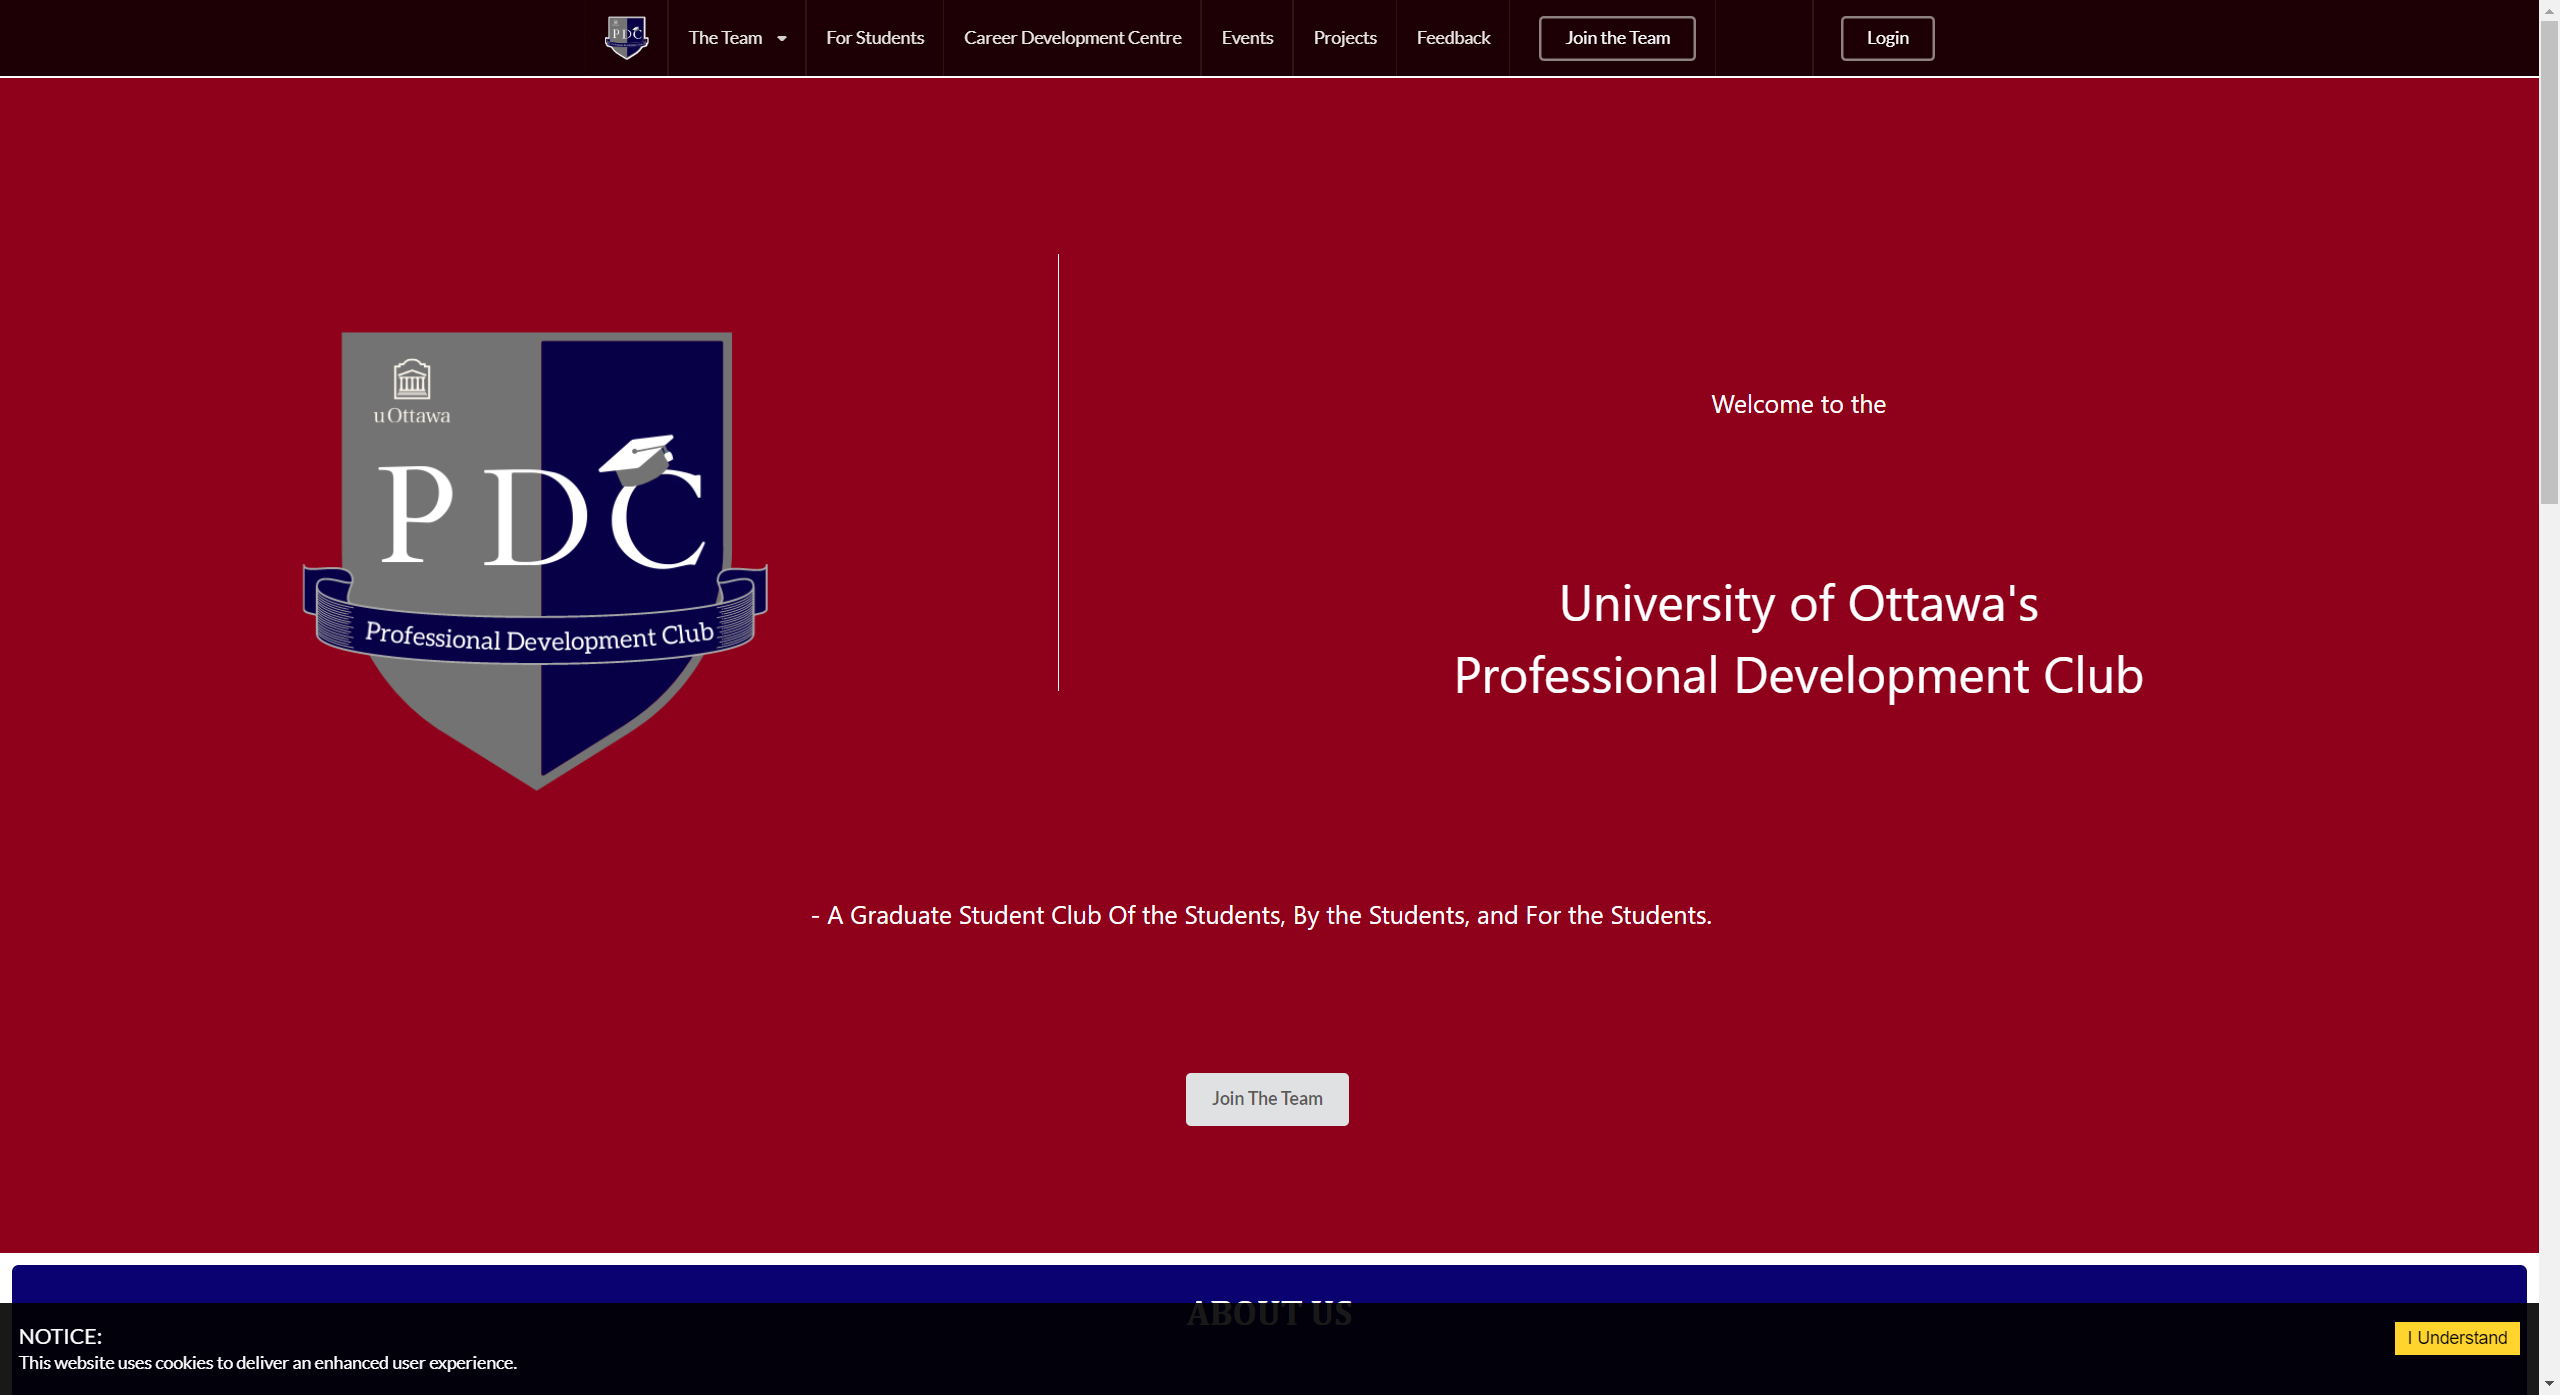 PDC
The Team
For Students
Career Development Centre
Events
Projects
Feedback
Join the Team
Login
uOttawa
PDC
Professional Development Club
Welcome to the
University of Ottawa's
Professional Development Club
- A Graduate Student Club Of the Students, By the Students, and For the Students.
Join The Team
ABOUT US
NOTICE:
This website uses cookies to deliver an enhanced user experience.
I Understand